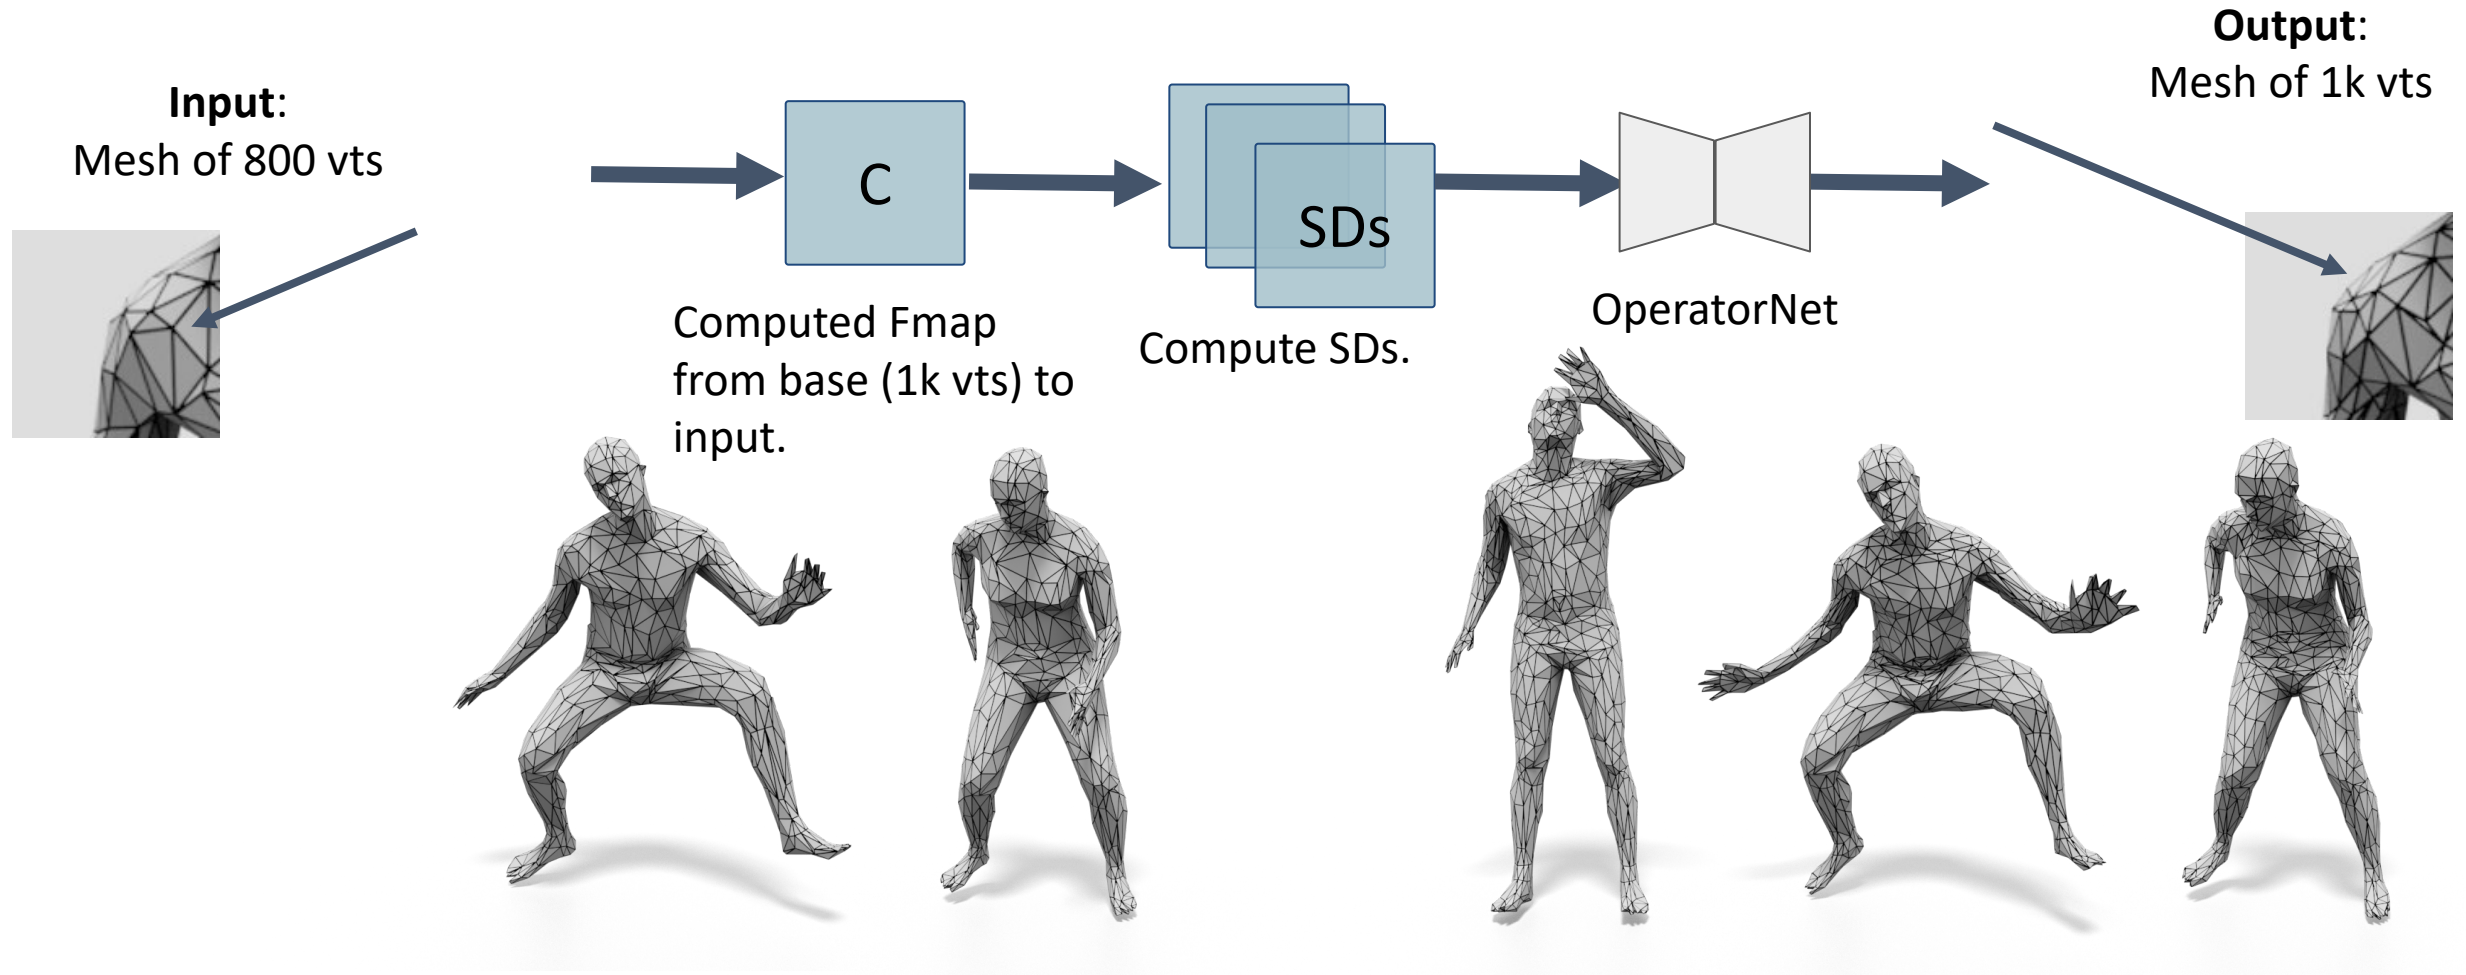 Input:
Mesh of 800 vts
C
Computed Fmap
from base (1k vts) to
input.
SDs
Compute SDs.
OperatorNet
Output:
Mesh of 1k vts